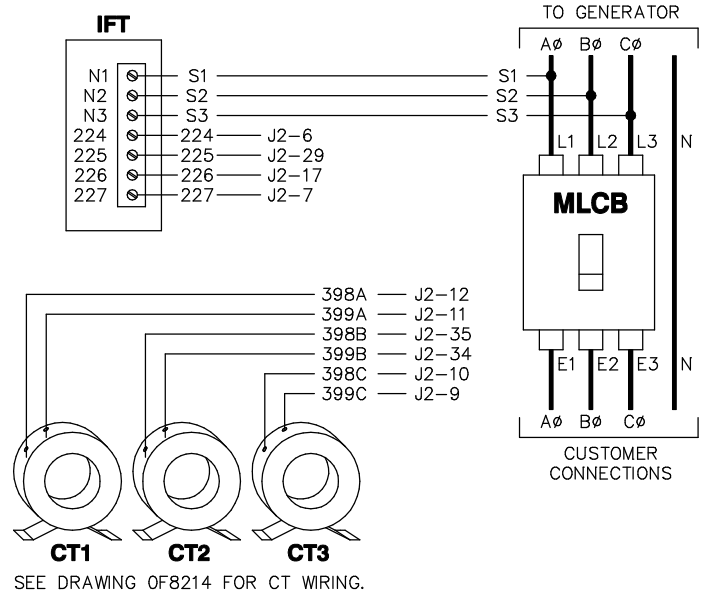 IFT
N1 S1
N2 S2
N3 S3
224 224 J2-6
225 225 J2-29
226 226 J2-17
227 227 J2-7
TO GENERATOR
AØ BØ CØ
S1
S2
S3
L1 L2 L3 N
MLCB
E1 E2 E3 N
AØ BØ CØ
CUSTOMER
CONNECTIONS
398A J2-12
399A J2-11
398B J2-35
399B J2-34
398C J2-10
399C J2-9
CT1 CT2 CT3
SEE DRAWING 0F8214 FOR CT WIRING.